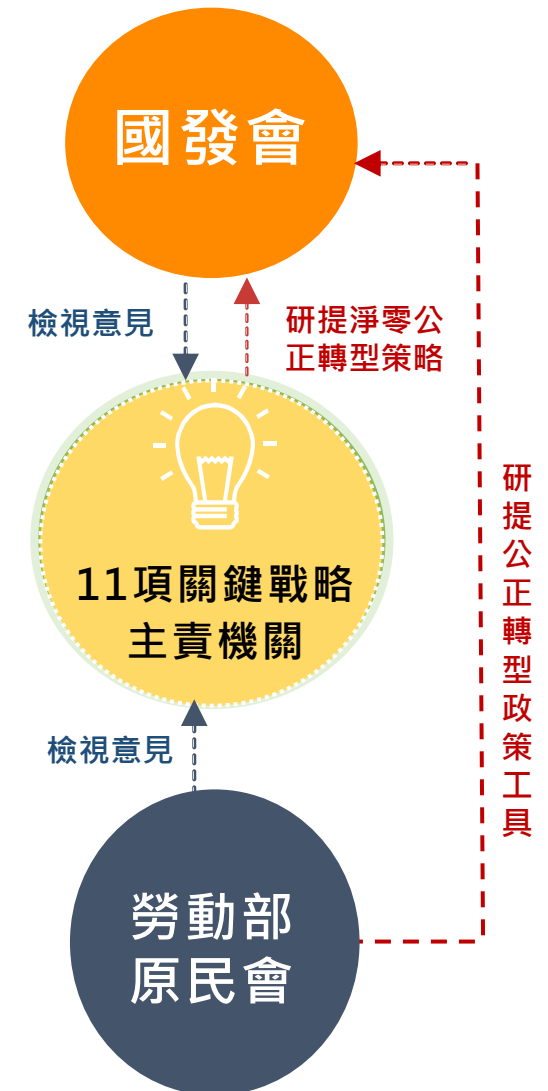 國發會
檢視意見
研提淨零公
正轉型策略
11項關鍵戰略
主責機關
研提公正轉型政策工具
檢視意見
勞動部
原民會